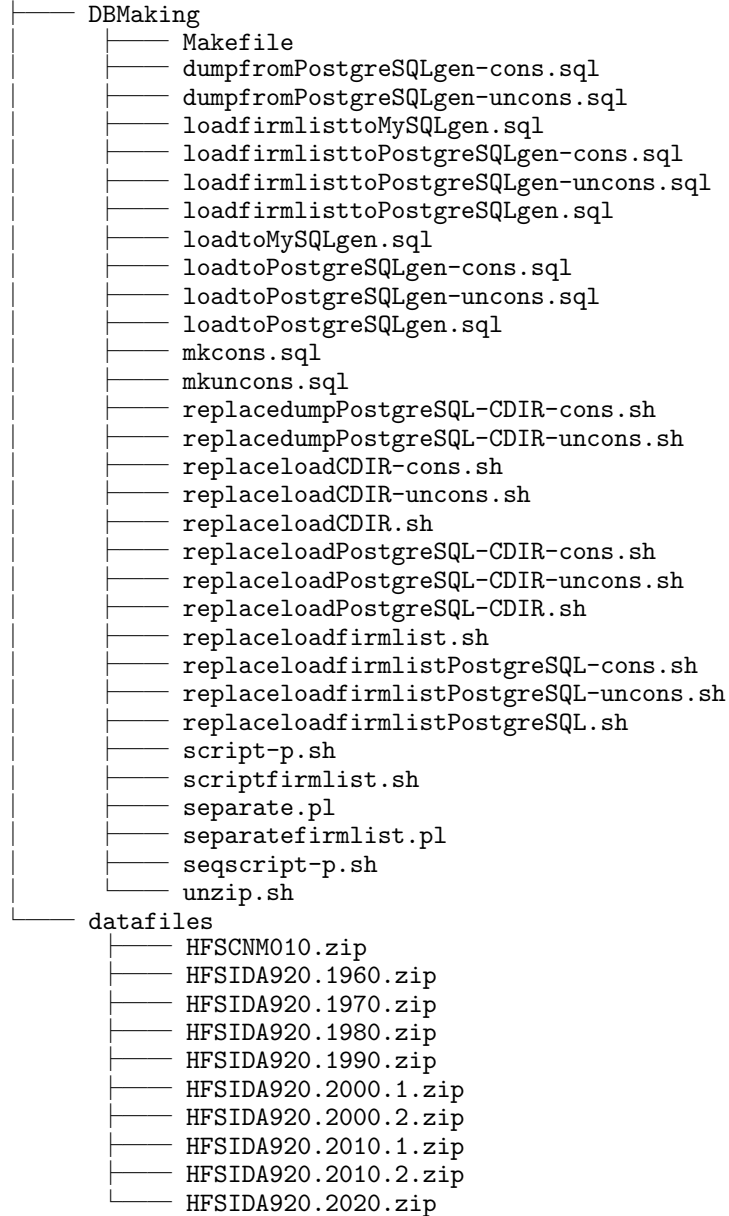 DBMaking
Makefile
dumpfromPostgreSQLgen-cons.sql
dumpfromPostgreSQLgen-uncons.sql
loadfirmlisttoMySQLgen.sql
loadfirmlisttoPostgreSQLgen-cons.sql
loadfirmlisttoPostgreSQLgen-uncons.sql
loadfirmlisttoPostgreSQLgen.sql
loadtoMySQLgen.sql
loadtoPostgreSQLgen-cons.sql
loadtoPostgreSQLgen-uncons.sql
loadtoPostgreSQLgen.sql
mkcons.sql
mkuncons.sql
replacedumpPostgreSQL-CDIR-cons.sh
replacedumpPostgreSQL-CDIR-uncons.sh
replaceloadCDIR-cons.sh
replaceloadCDIR-uncons.sh
replaceloadCDIR.sh
replaceloadPostgreSQL-CDIR-cons.sh
replaceloadPostgreSQL-CDIR-uncons.sh
replaceloadPostgreSQL-CDIR.sh
replaceloadfirmlist.sh
replaceloadfirmlistPostgreSQL-cons.sh
replaceloadfirmlistPostgreSQL-uncons.sh
replaceloadfirmlistPostgreSQL.sh
script-p.sh
scriptfirmlist.sh
separate.pl
separatefirmlist.pl
seqscript-p.sh
unzip.sh
datafiles
HFSCNM010.zip
HFSIDA920.1960.zip
HFSIDA920.1970.zip
HFSIDA920.1980.zip
HFSIDA920.1990.zip
HFSIDA920.2000.1.zip
HFSIDA920.2000.2.zip
HFSIDA920.2010.1.zip
HFSIDA920.2010.2.zip
HFSIDA920.2020.zip